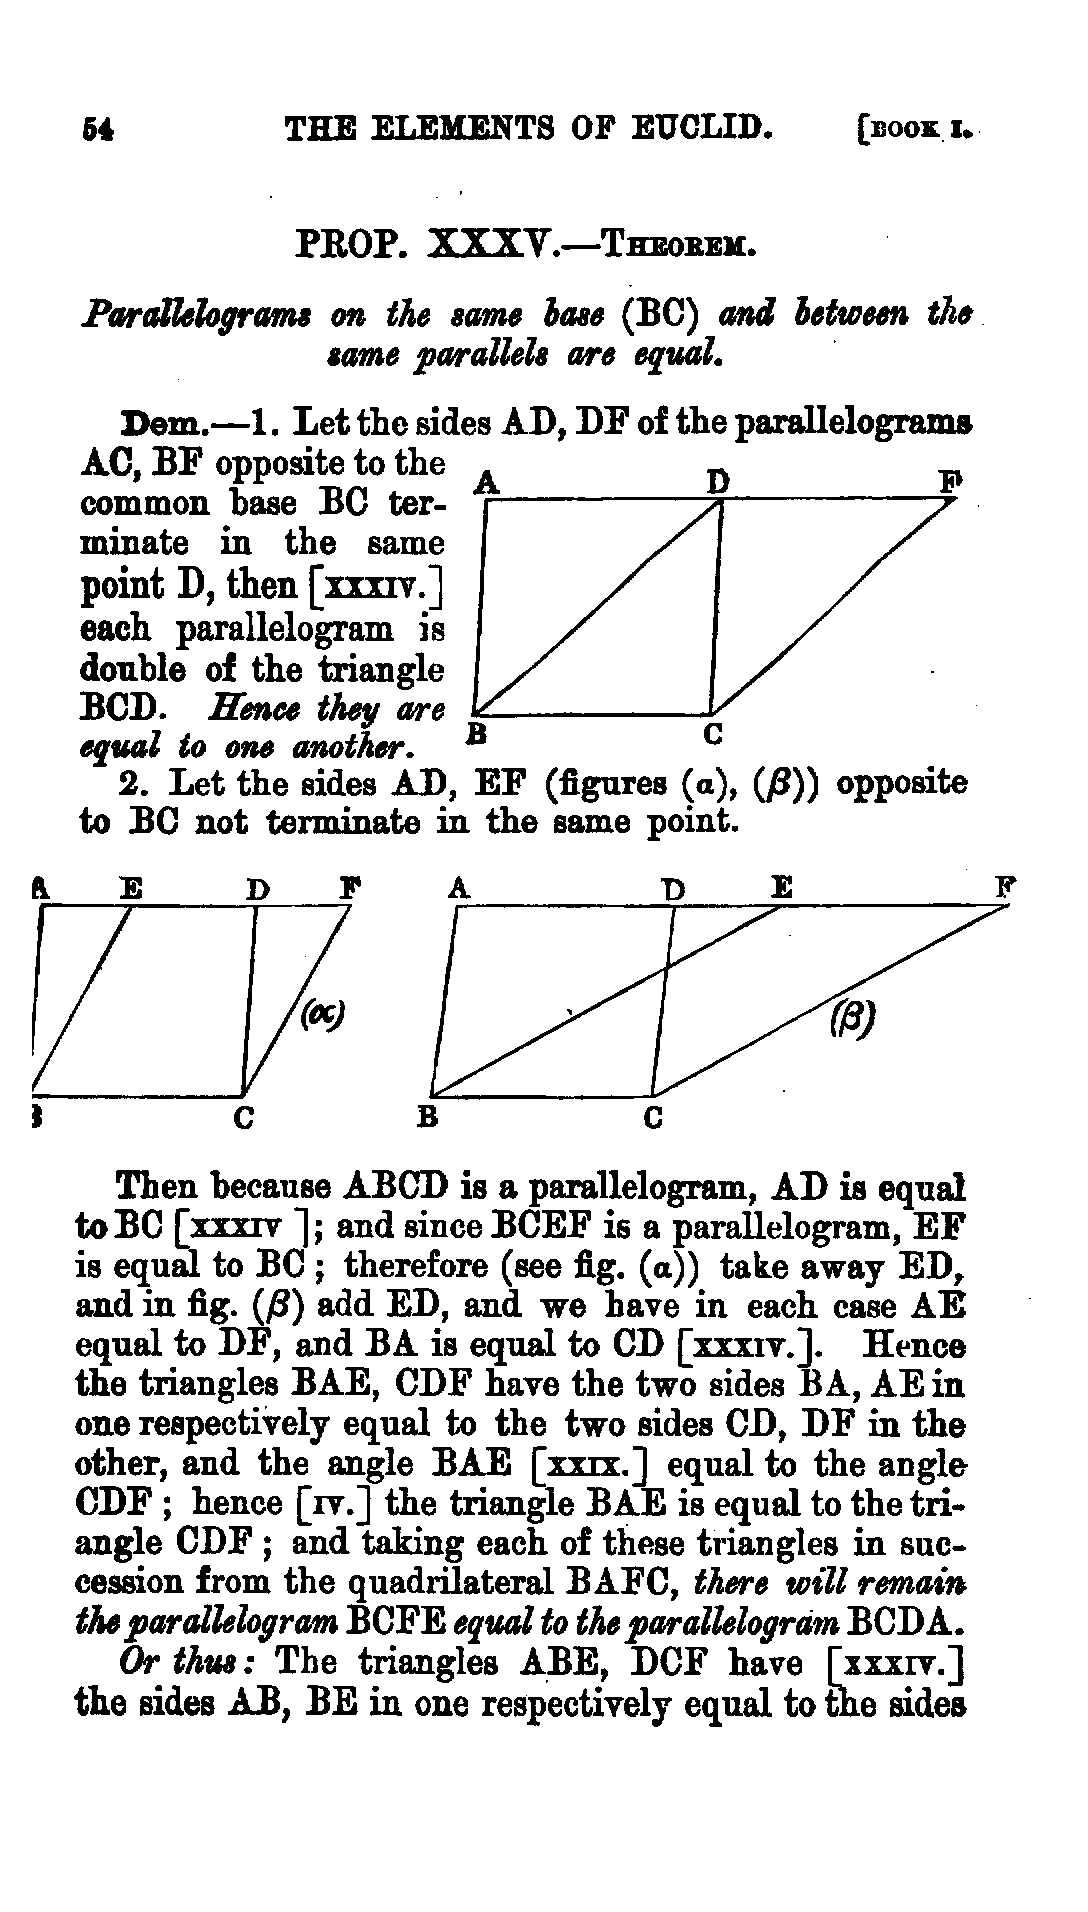 54 THE ELEMENTS OF EUCLID. [BOOK I.
PROP. XXXV.—THEOREM.
Parallelograms on the same base (BC) and between the
same parallels are equal.
Dem.—1. Let the sides AD, DF of the parallelograms
AC, BF opposite to the
common base BC ter-
minate in the same
point D, then [XXXIV.]
each parallelogram is
double of the triangle
BCD. Hence they are
equal to one another.
A D F
B C
2. Let the sides AD, EF (figures (α), (β)) opposite
to BC not terminate in the same point.
A E D F A D E F
(α) (β)
B C B C
Then because ABCD is a parallelogram, AD is equal
to BC [XXXIV ]; and since BCEF is a parallelogram, EF
is equal to BC ; therefore (see fig. (α)) take away ED,
and in fig. (β) add ED, and we have in each case AE
equal to DF, and BA is equal to CD [XXXIV.]. Hence
the triangles BAE, CDF have the two sides BA, AE in
one respectively equal to the two sides CD, DF in the
other, and the angle BAE [XXIX.] equal to the angle
CDF ; hence [IV.] the triangle BAE is equal to the tri-
angle CDF ; and taking each of these triangles in suc-
cession from the quadrilateral BAFC, there will remain
the parallelogram BCFE equal to the parallelogram BCDA.
Or thus: The triangles ABE, DCF have [XXXIV.]
the sides AB, BE in one respectively equal to the sides